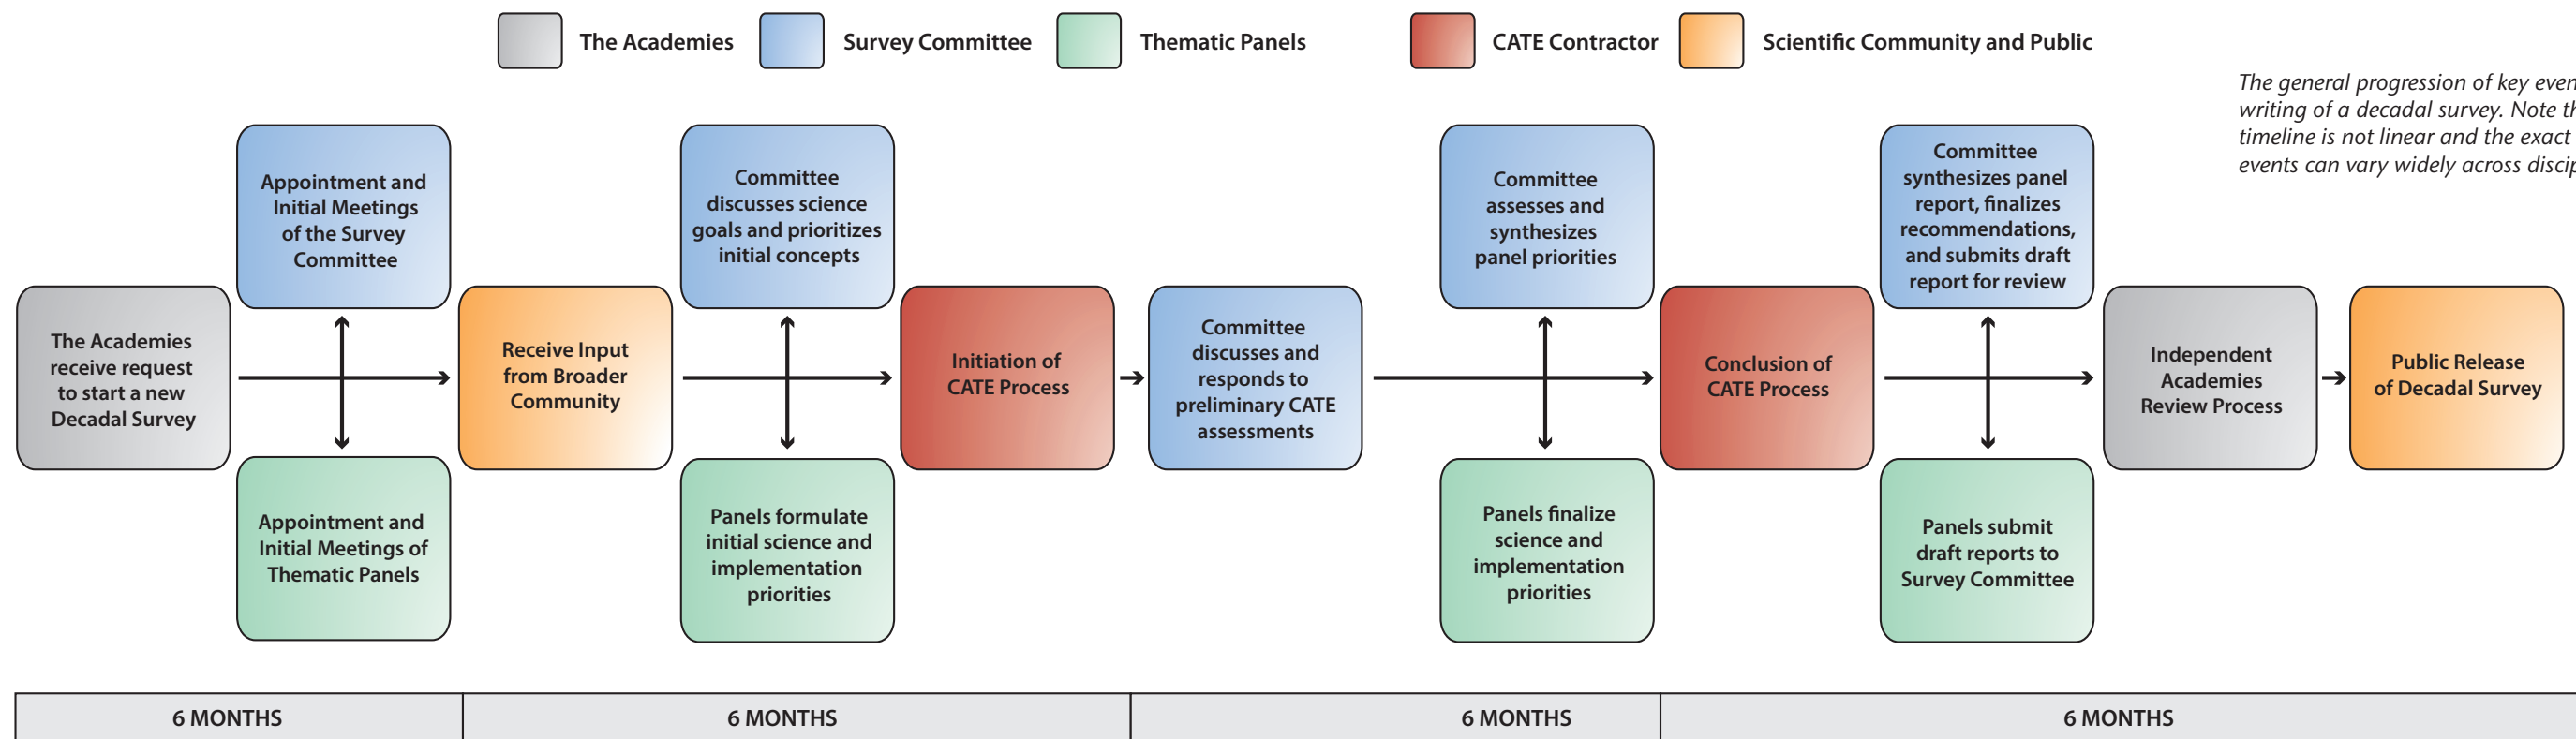 The Academies
Survey Committee
Thematic Panels
CATE Contractor
Scientific Community and Public
The general progression of key
writing of a decadal survey. Note
timeline is not linear and the exact
events can vary widely across
The Academies
receive request
to start a new
Decadal Survey
Appointment and
Initial Meetings
of the Survey
Committee
Appointment and
Initial Meetings of
Thematic Panels
Receive Input
from Broader
Community
Committee
discusses science
goals and prioritizes
initial concepts
Panels formulate
initial science and
implementation
priorities
Initiation of
CATE Process
Committee
discusses and
responds to
preliminary CATE
assessments
Committee
assesses and
synthesizes
panel priorities
Panels finalize
science and
implementation
priorities
Conclusion of
CATE Process
Committee
synthesizes panel
report, finalizes
recommendations,
and submits draft
report for review
Panels submit
draft reports to
Survey Committee
Independent
Academies
Review Process
Public Release
of Decadal Survey
6 MONTHS
6 MONTHS
6 MONTHS
6 MONTHS